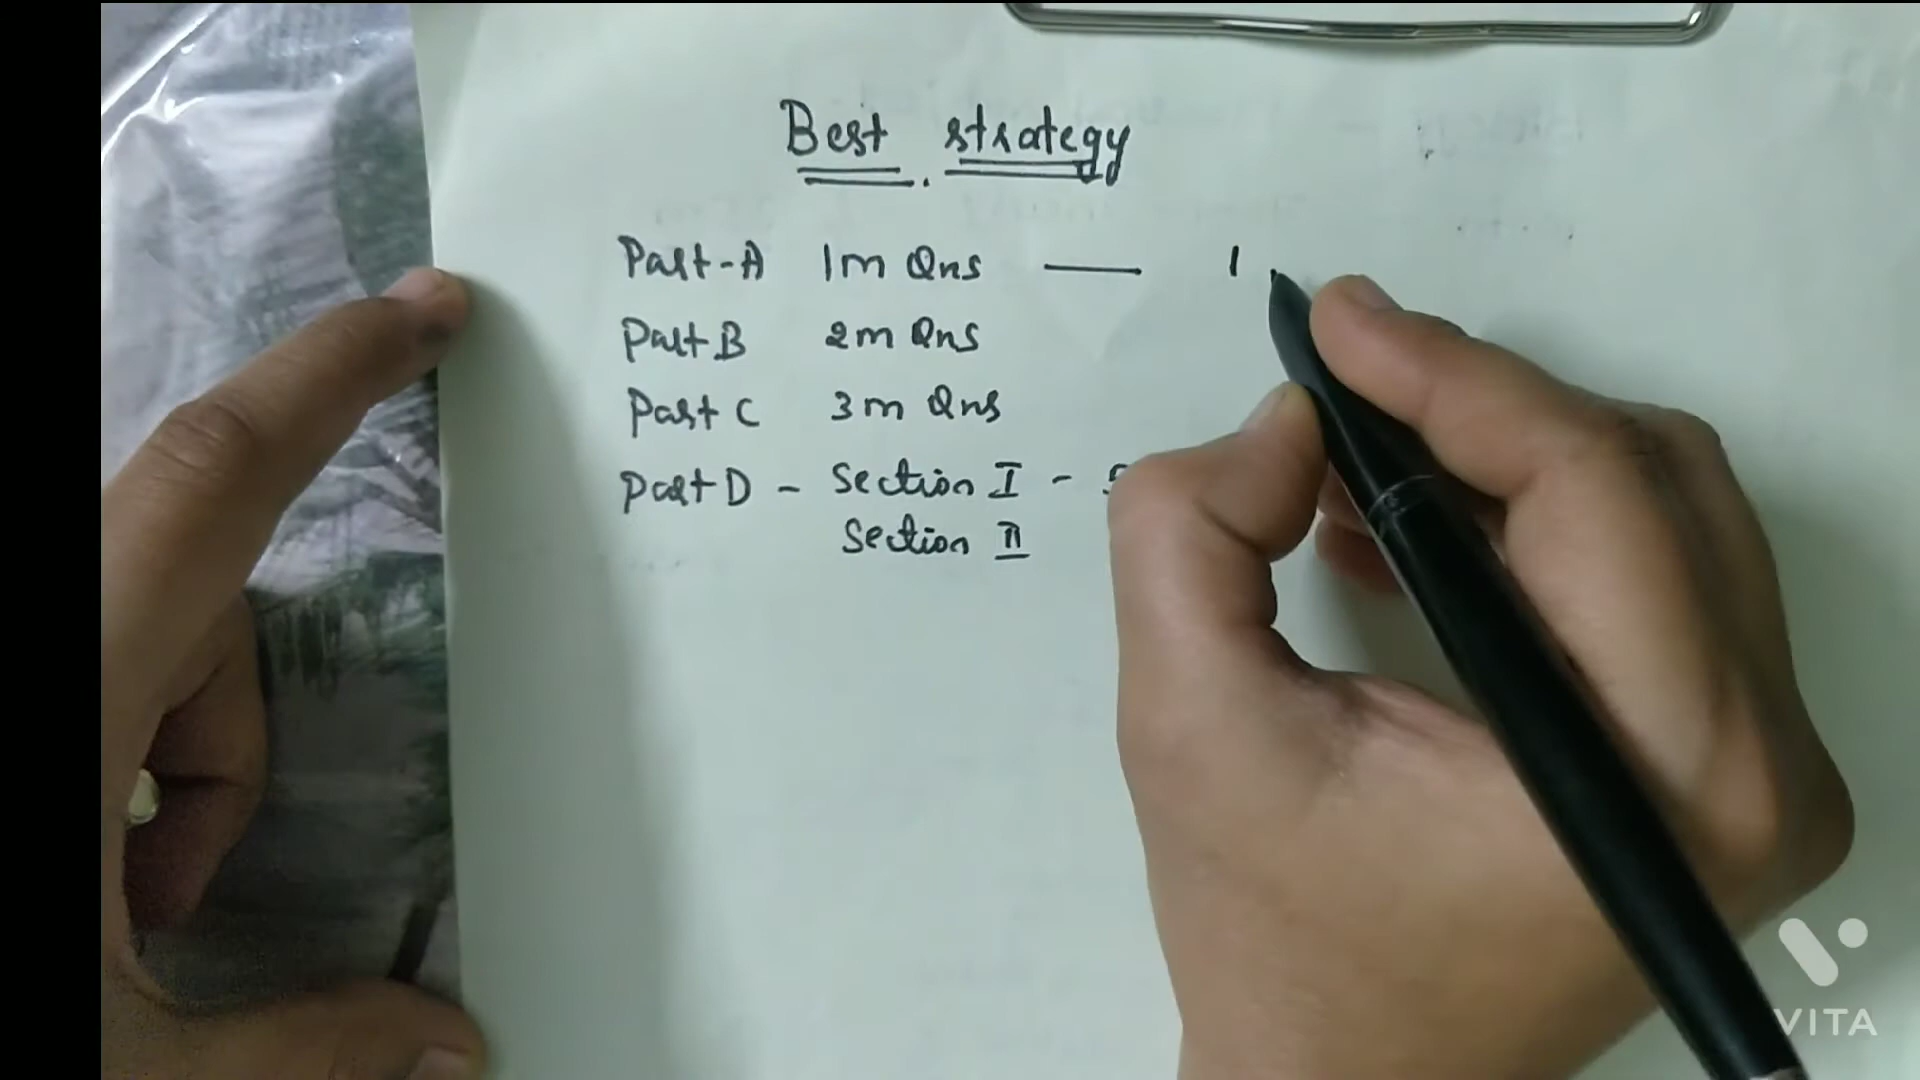 Best strategy
Part-A 1m Qns — 1
Part B 2m Qns
Part C 3m Qns
Part D - Section I -
Section II
VITA